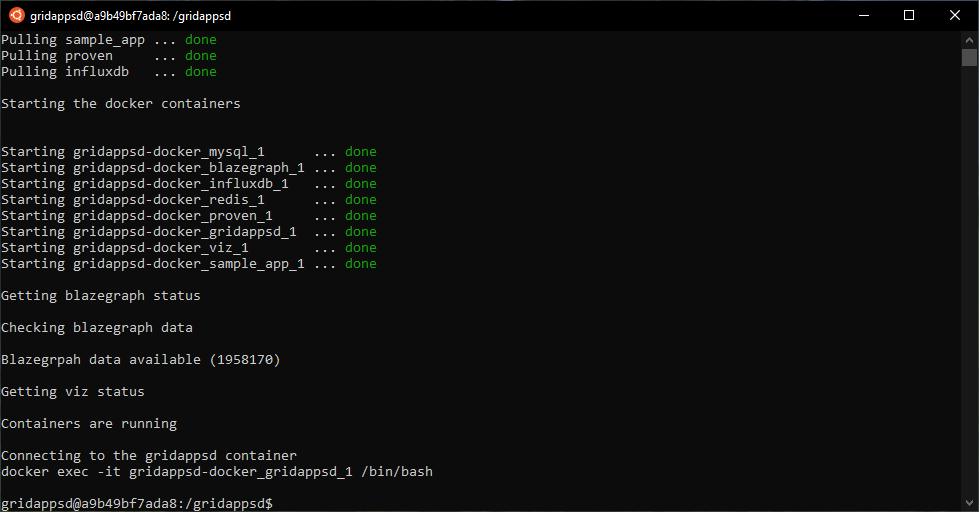 gridappsd@a9b49bf7ada8: /gridappsd
Pulling sample_app ... done
Pulling proven     ... done
Pulling influxdb   ... done
Starting the docker containers
Starting gridappsd-docker_mysql_1      ... done
Starting gridappsd-docker_blazegraph_1 ... done
Starting gridappsd-docker_influxdb_1   ... done
Starting gridappsd-docker_redis_1      ... done
Starting gridappsd-docker_proven_1     ... done
Starting gridappsd-docker_gridappsd_1  ... done
Starting gridappsd-docker_viz_1        ... done
Starting gridappsd-docker_sample_app_1 ... done
Getting blazegraph status
Checking blazegraph data
Blazegrpah data available (1958170)
Getting viz status
Containers are running
Connecting to the gridappsd container
docker exec -it gridappsd-docker_gridappsd_1 /bin/bash
gridappsd@a9b49bf7ada8:/gridappsd$